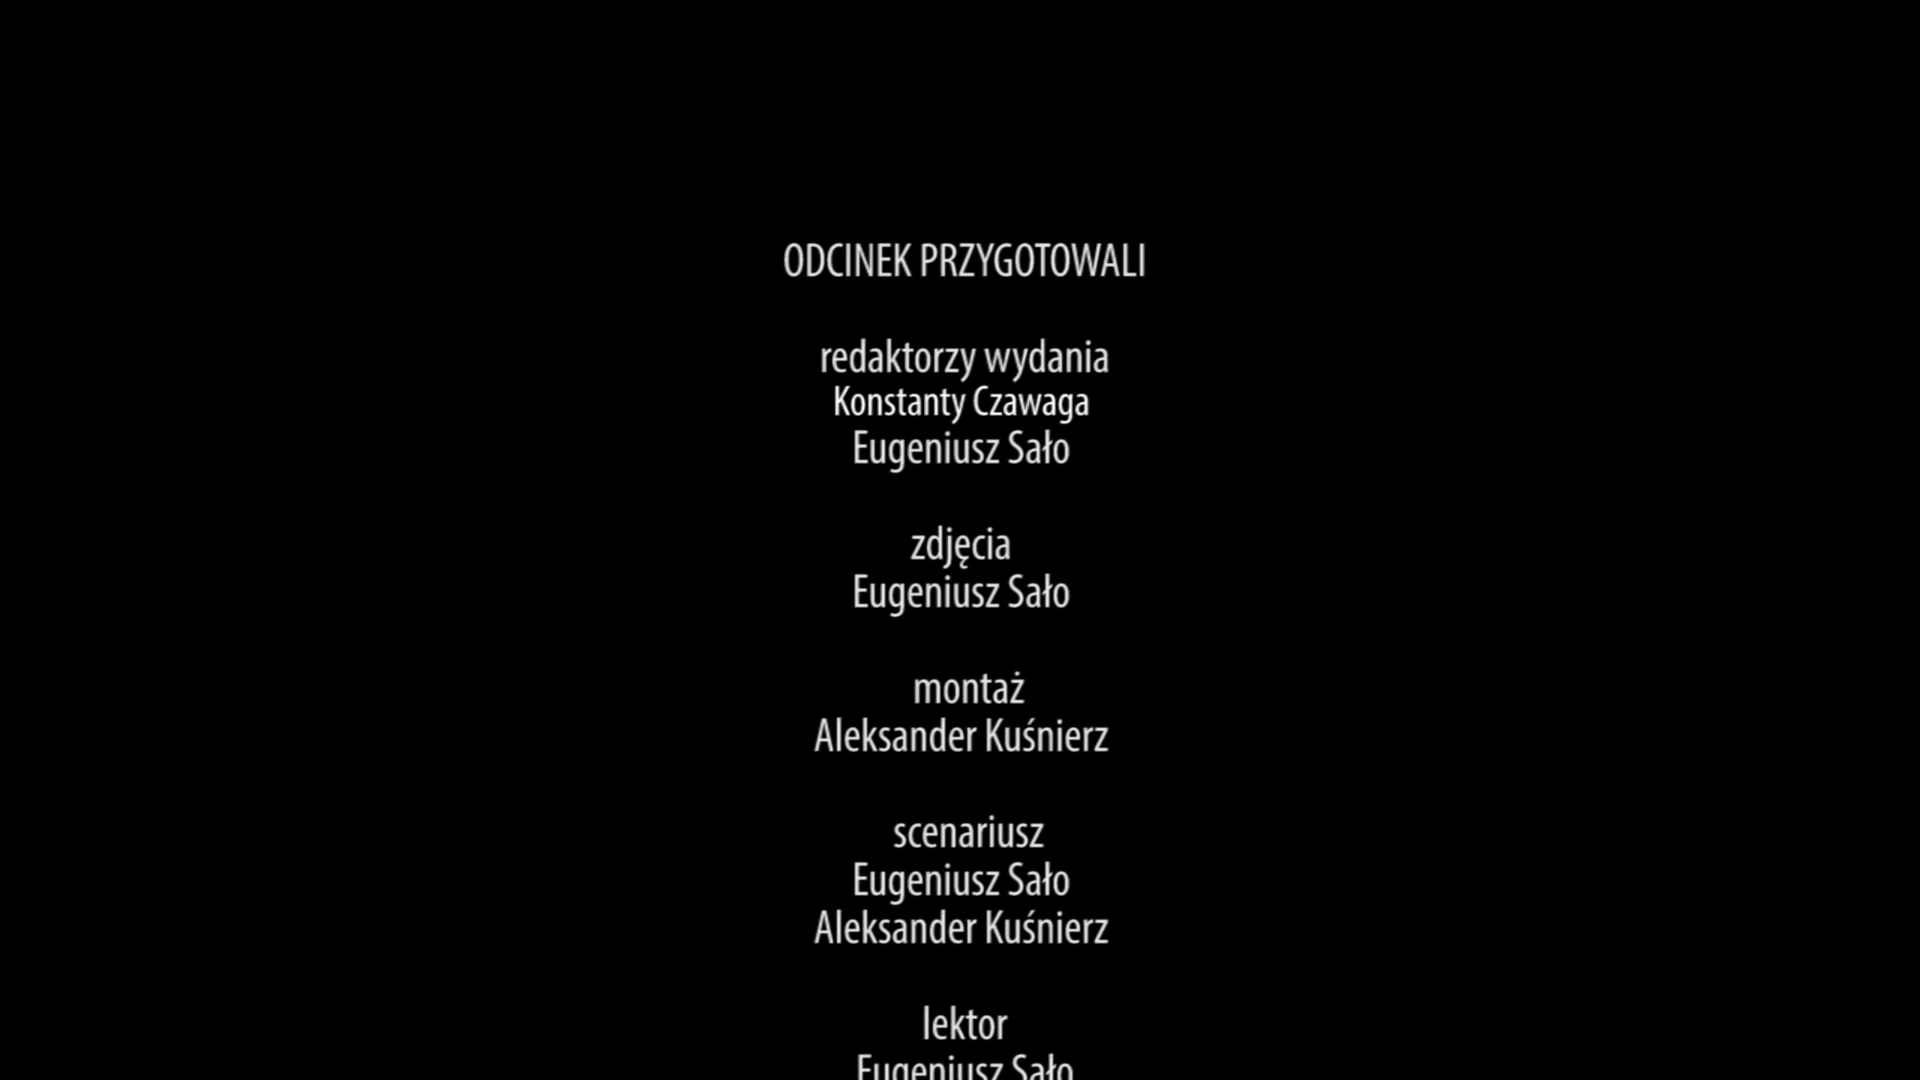 ODCINEK PRZYGOTOWALI
redaktorzy wydania
Konstanty Czawaga
Eugeniusz Sało
zdjęcia
Eugeniusz Sało
montaż
Aleksander Kuśnierz
scenariusz
Eugeniusz Sało
Aleksander Kuśnierz
lektor
Eugeniusz Sało